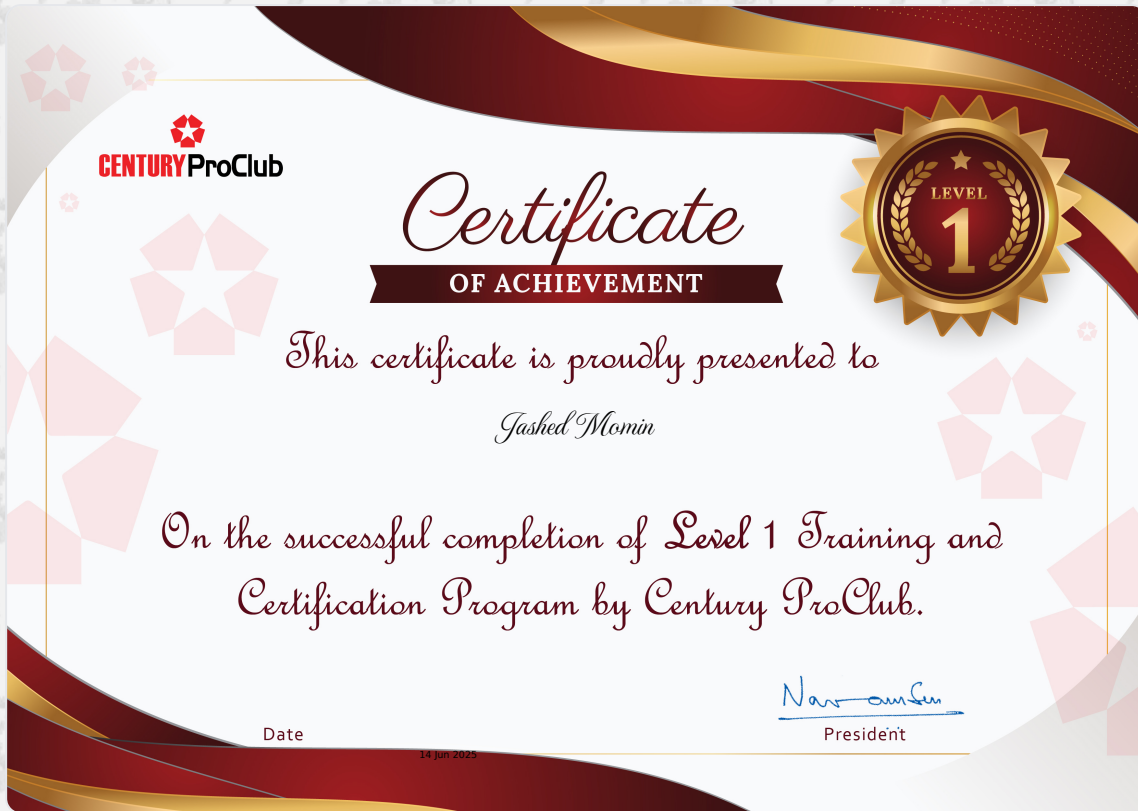 CENTURY ProClub
LEVEL
1
Certificate
OF ACHIEVEMENT
This certificate is proudly presented to
Jashed Momin
On the successful completion of Level 1 Training and
Certification Program by Century ProClub.
Date
President
14 Jun 2025